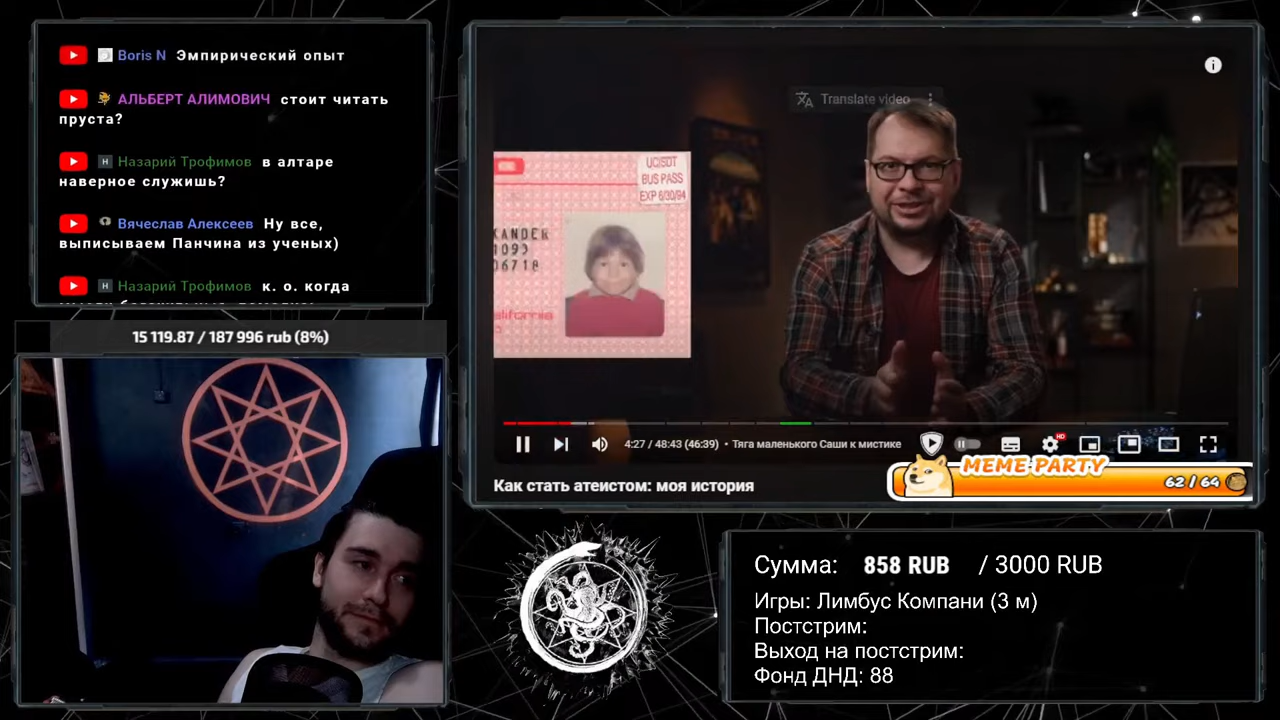 Boris N Эмпирический опыт
АЛЬБЕРТ АЛИМОВИЧ стоит читать
пруста?
Назарий Трофимов в алтаре
наверное служишь?
Вячеслав Алексеев Ну все,
выписываем Панчина из ученых)
Назарий Трофимов к. о. когда
15 119.87 / 187 996 rub (8%)
Translate video
UCISDT
BUS PASS
EXP 6/30/94
XANDER
1093
06718
alifornia
4:27 / 48:43 (46:39) • Тяга маленького Саши к мистике
HD
MEME PARTY
62 / 64
Как стать атеистом: моя история
Сумма: 858 RUB / 3000 RUB
Игры: Лимбус Компани (3 м)
Постстрим:
Выход на постстрим:
Фонд ДНД: 88